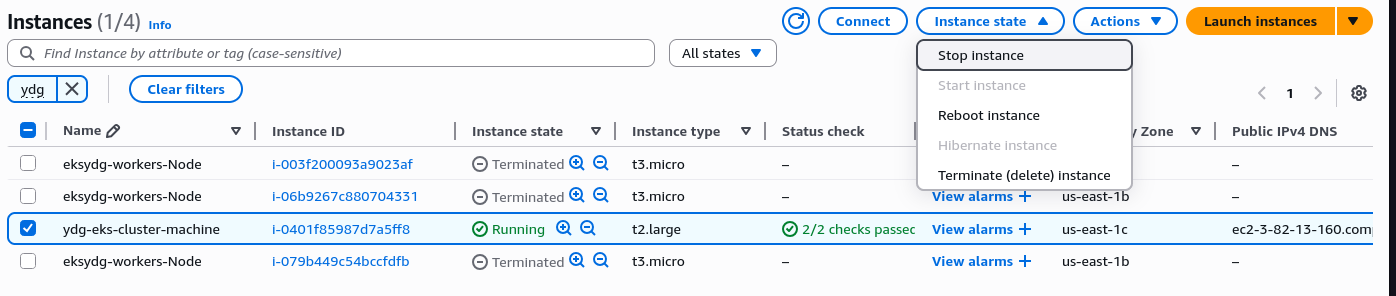 Instances (1/4) Info
Connect
Instance state
Actions
Launch instances
Find Instance by attribute or tag (case-sensitive)
All states
Stop instance
Start instance
Reboot instance
Hibernate instance
Terminate (delete) instance
ydg
Clear filters
1
Name Instance ID Instance state Instance type Status check y Zone Public IPv4 DNS
eksydg-workers-Node i-003f200093a9023af Terminated t3.micro –  –
eksydg-workers-Node i-06b9267c880704331 Terminated t3.micro – View alarms + us-east-1b –
ydg-eks-cluster-machine i-0401f85987d7a5ff8 Running t2.large 2/2 checks passec View alarms + us-east-1c ec2-3-82-13-160.com
eksydg-workers-Node i-079b449c54bccfdfb Terminated t3.micro – View alarms + us-east-1b –